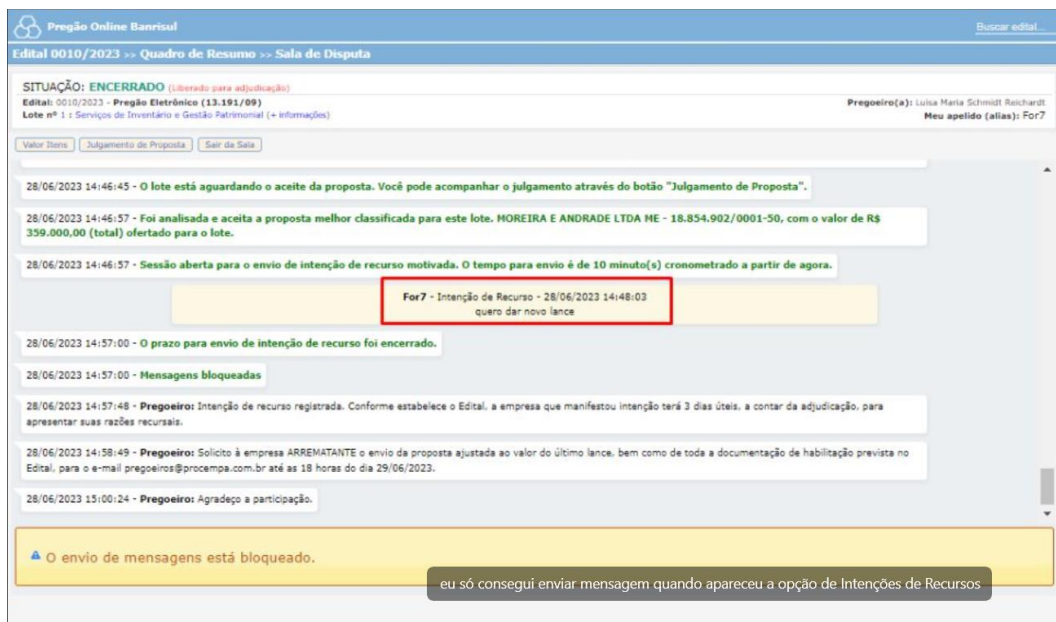 Pregão Online Banrisul
Buscar edital...
Edital 0010/2023 >> Quadro de Resumo >> Sala de Disputa
SITUAÇÃO: ENCERRADO (Liberado para adjudicação)
Edital: 0010/2023 - Pregão Eletrônico (13.191/09)
Pregoeiro(a): Luisa Maria Schmidt Reichardt
Lote nº 1 : Serviços de Inventário e Gestão Patrimonial (+ informações)
Meu apelido (alias): For7
Valor Itens
Julgamento de Proposta
Sair da Sala
28/06/2023 14:46:45 - O lote está aguardando o aceite da proposta. Você pode acompanhar o julgamento através do botão "Julgamento de Proposta".
28/06/2023 14:46:57 - Foi analisada e aceita a proposta melhor classificada para este lote. MOREIRA E ANDRADE LTDA ME - 18.854.902/0001-50, com o valor de R$
359.000,00 (total) ofertado para o lote.
28/06/2023 14:46:57 - Sessão aberta para o envio de intenção de recurso motivada. O tempo para envio é de 10 minuto(s) cronometrado a partir de agora.
For7 - Intenção de Recurso - 28/06/2023 14:48:03
quero dar novo lance
28/06/2023 14:57:00 - O prazo para envio de intenção de recurso foi encerrado.
28/06/2023 14:57:00 - Mensagens bloqueadas
28/06/2023 14:57:48 - Pregoeiro: Intenção de recurso registrada. Conforme estabelece o Edital, a empresa que manifestou intenção terá 3 dias úteis, a contar da adjudicação, para
apresentar suas razões recursais.
28/06/2023 14:58:49 - Pregoeiro: Solicito à empresa ARREMATANTE o envio da proposta ajustada ao valor do último lance, bem como de toda a documentação de habilitação prevista no
Edital, para o e-mail pregoeiros@procempa.com.br até as 18 horas do dia 29/06/2023.
28/06/2023 15:00:24 - Pregoeiro: Agradeço a participação.
O envio de mensagens está bloqueado.
eu só consegui enviar mensagem quando apareceu a opção de Intenções de Recursos